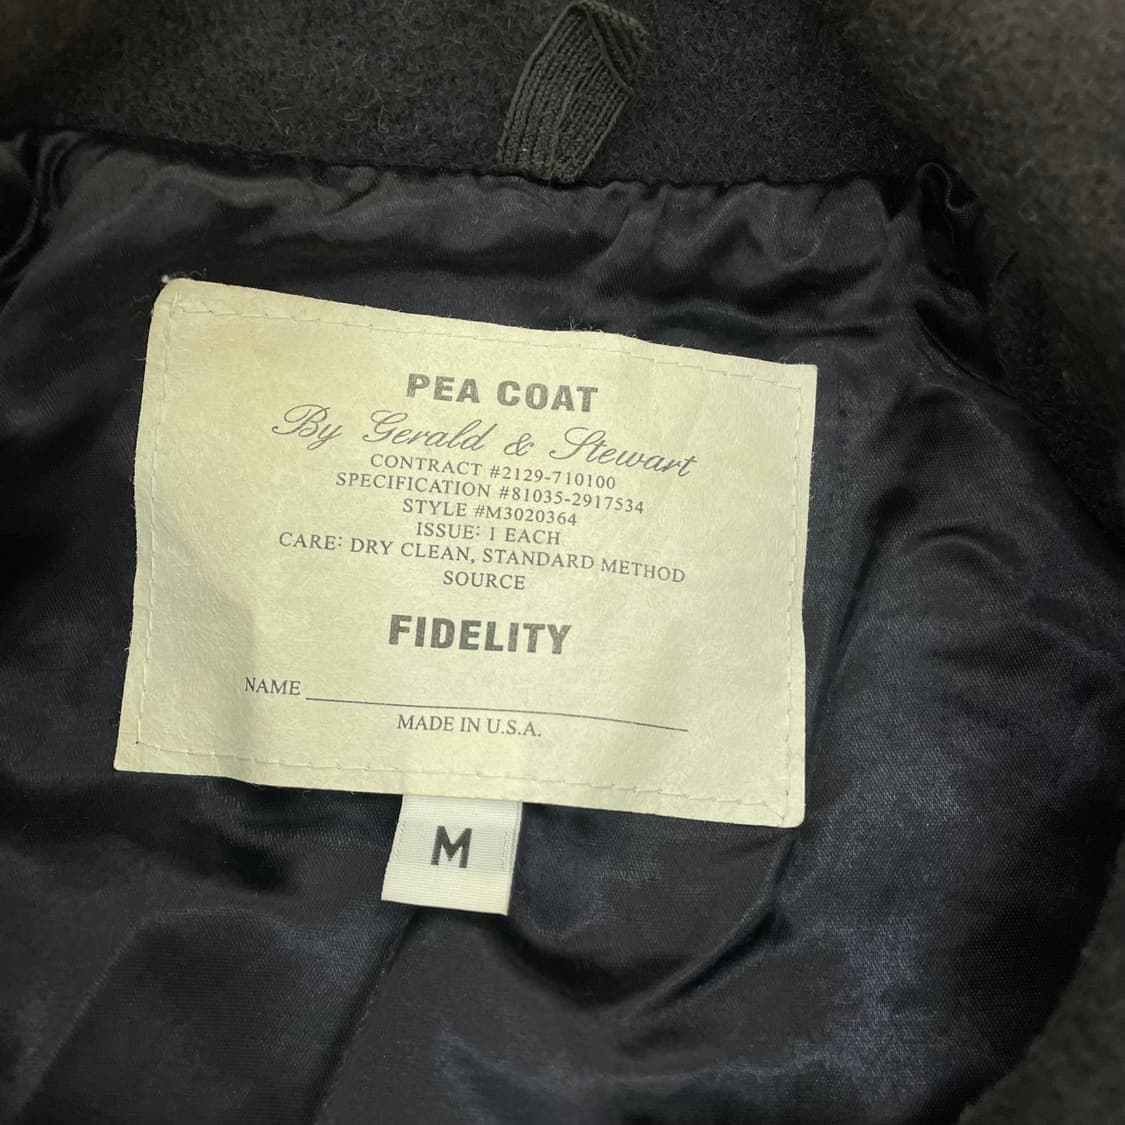 PEA COAT
By Gerald & Stewart
CONTRACT #2129-710100
SPECIFICATION #81035-2917534
STYLE #M3020364
ISSUE: 1 EACH
CARE: DRY CLEAN, STANDARD METHOD
SOURCE
FIDELITY
NAME
MADE IN U.S.A.
M